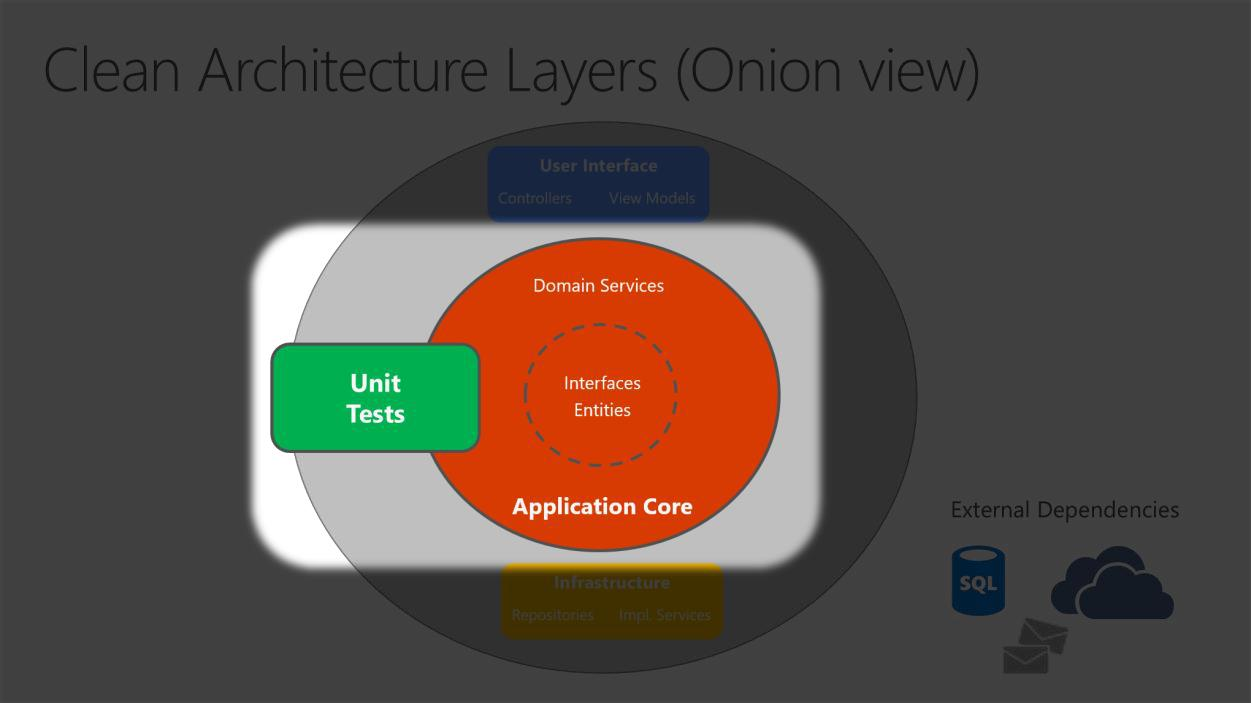 Clean Architecture Layers (Onion view)
User Interface
Controllers View Models
Domain Services
Unit
Tests
Interfaces
Entities
Application Core
External Dependencies
Infrastructure
SQL
Repositories Impl. Services